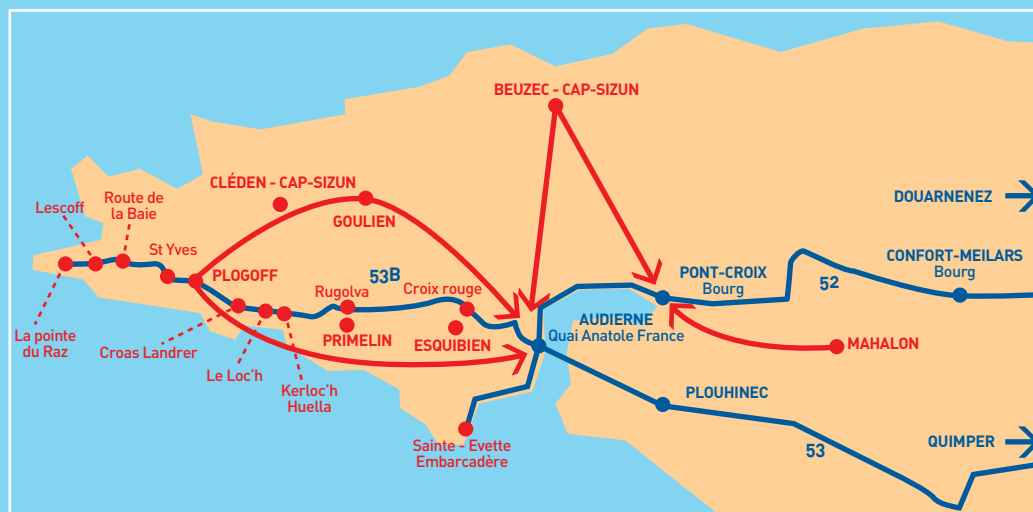 BEUZEC - CAP-SIZUN
CLÉDEN - CAP-SIZUN
DOUARNENEZ
Route de
la Baie
Lescoff
GOULIEN
St Yves
CONFORT-MEILARS
Bourg
PLOGOFF
53B
PONT-CROIX
Bourg
52
Rugolva
Croix rouge
AUDIERNE
Quai Anatole France
La pointe
du Raz
PRIMELIN
ESQUIBIEN
MAHALON
Croas Landrer
Le Loc'h
Kerloc'h
Huella
PLOUHINEC
Sainte - Evette
Embarcadère
53
QUIMPER